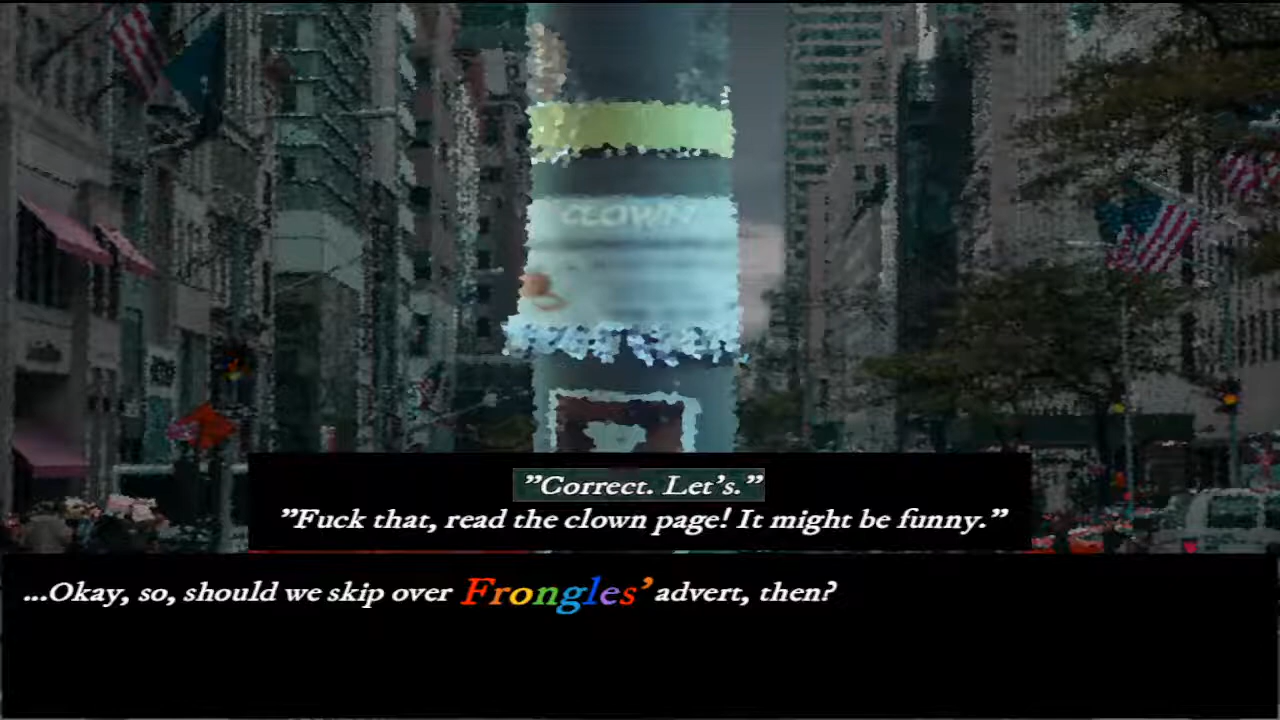 CLOWN?
"Correct. Let's."
"Fuck that, read the clown page! It might be funny."
...Okay, so, should we skip over Frongles' advert, then?